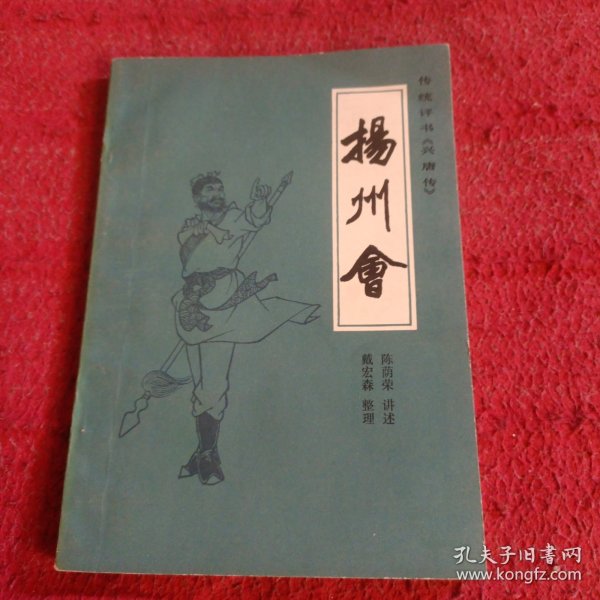 传统评书《兴唐传》
揚州會
陈荫荣 讲述
戴宏森 整理
孔夫子旧书网
www.kongfz.com